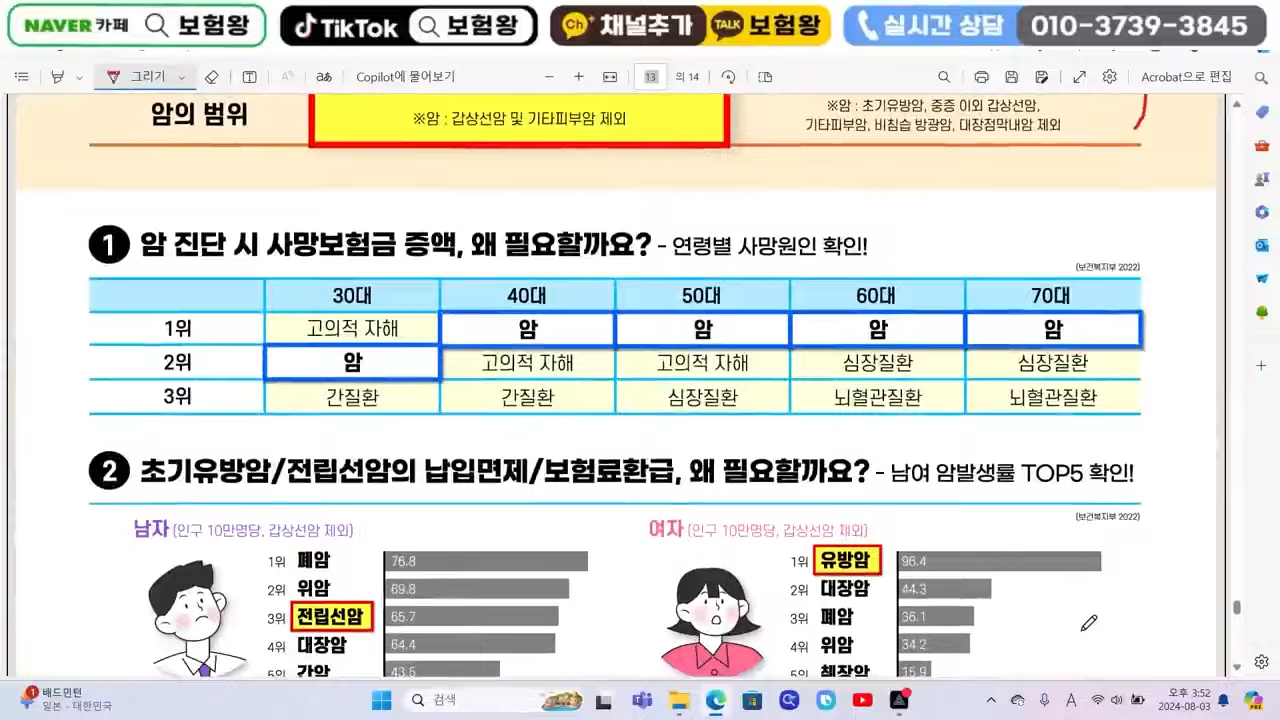 NAVER 카페 보험왕 TikTok 보험왕 Ch+ 채널추가 TALK 보험왕 실시간 상담 010-3739-3845
그리기 Copilot에 물어보기 13 의 14 Acrobat으로 편집
암의 범위
※암 : 갑상선암 및 기타피부암 제외
※암 : 초기유방암, 중증 이외 갑상선암,
기타피부암, 비침습 방광암, 대장점막내암 제외
1 암 진단 시 사망보험금 증액, 왜 필요할까요? - 연령별 사망원인 확인!
(보건복지부 2022)
30대 40대 50대 60대 70대
1위 고의적 자해 암 암 암 암
2위 암 고의적 자해 고의적 자해 심장질환 심장질환
3위 간질환 간질환 심장질환 뇌혈관질환 뇌혈관질환
2 초기유방암/전립선암의 납입면제/보험료환급, 왜 필요할까요? - 남여 암발생률 TOP5 확인!
(보건복지부 2022)
남자 (인구 10만명당, 갑상선암 제외)
1위 폐암 76.8
2위 위암 69.8
3위 전립선암 65.7
4위 대장암 64.4
5위 간암 43.5
여자 (인구 10만명당, 갑상선암 제외)
1위 유방암 96.4
2위 대장암 44.3
3위 폐암 36.1
4위 위암 34.2
5위 췌장암 15.9
1 배드민턴
일본 - 대한민국
검색
A
오후 3:52
2024-08-03